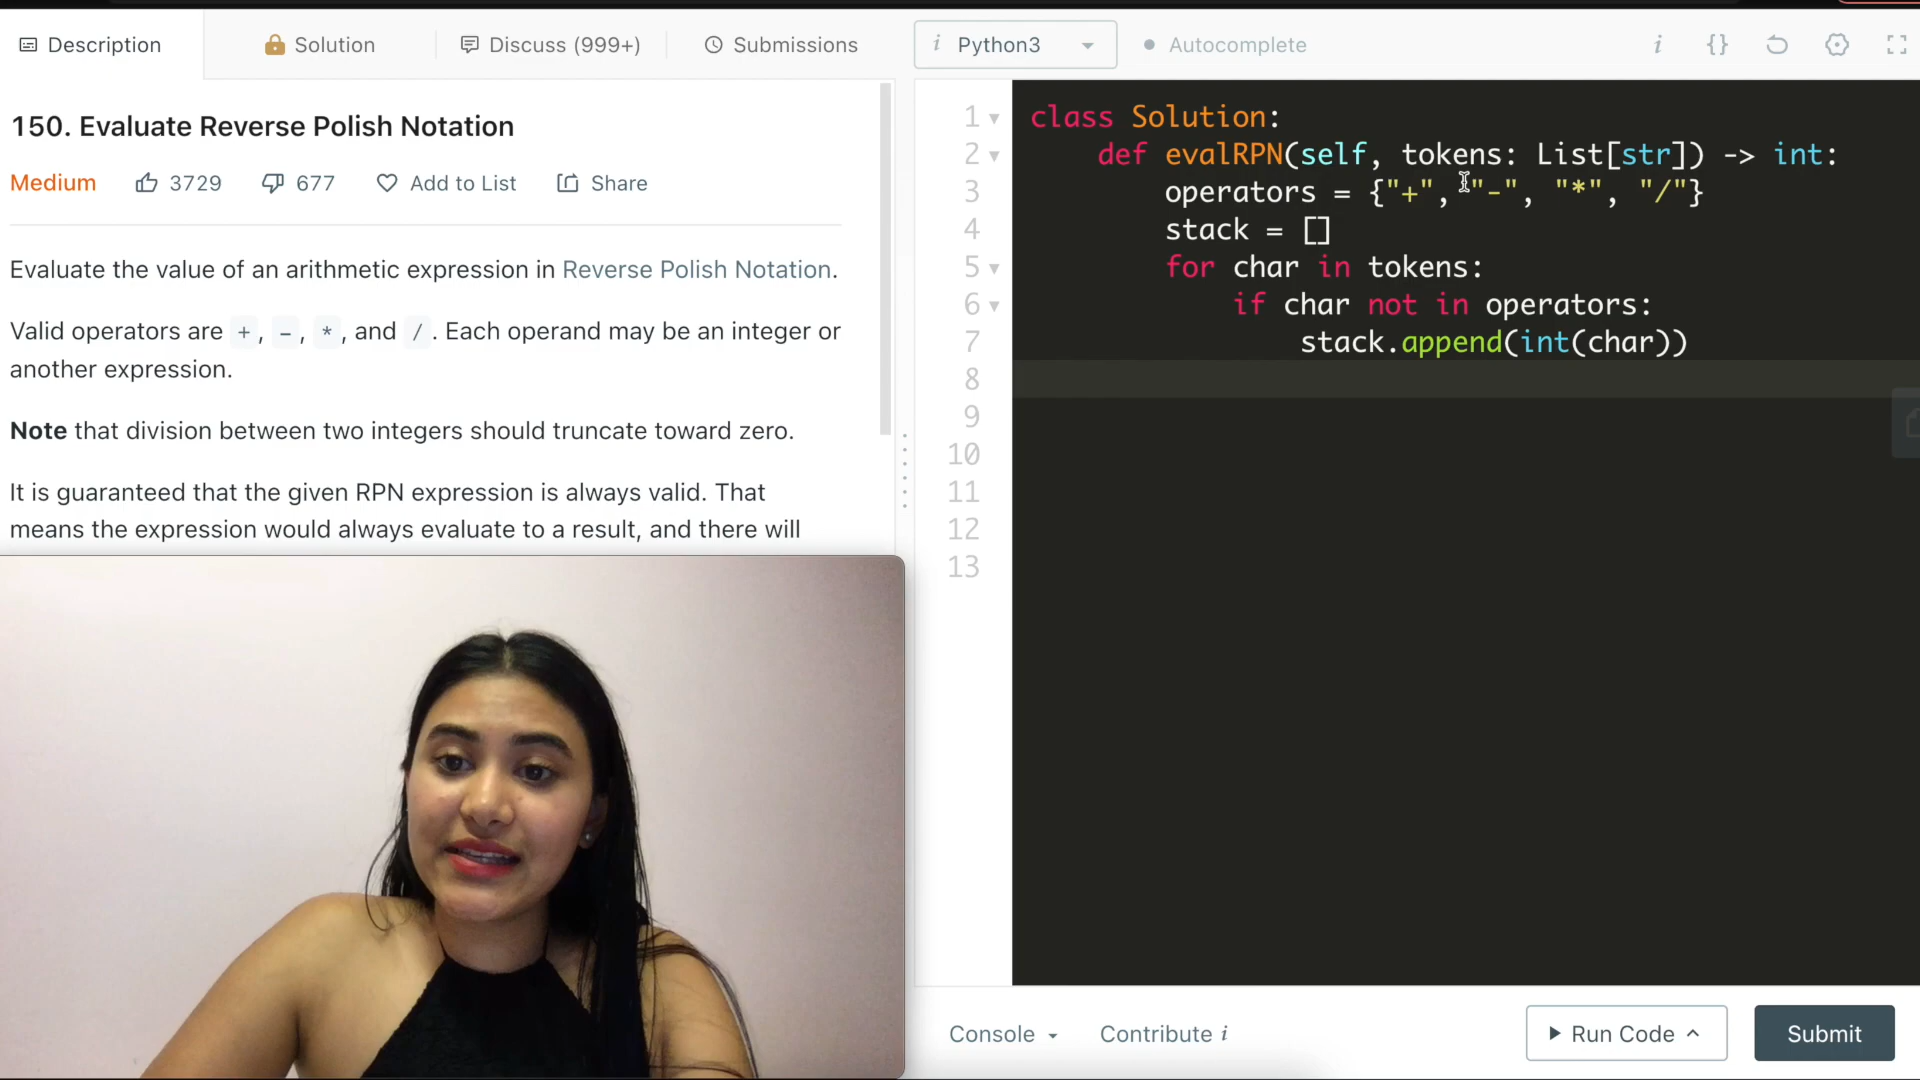 Description
Solution
Discuss (999+)
Submissions
i Python3
Autocomplete
i {}
150. Evaluate Reverse Polish Notation
Medium 3729 677 Add to List Share
Evaluate the value of an arithmetic expression in Reverse Polish Notation.
Valid operators are +, -, *, and /. Each operand may be an integer or
another expression.
Note that division between two integers should truncate toward zero.
It is guaranteed that the given RPN expression is always valid. That
means the expression would always evaluate to a result, and there will
1 class Solution:
2 def evalRPN(self, tokens: List[str]) -> int:
3 operators = {"+", "-", "*", "/"}
4 stack = []
5 for char in tokens:
6 if char not in operators:
7 stack.append(int(char))
8
9
10
11
12
13
Console
Contribute i
Run Code
Submit